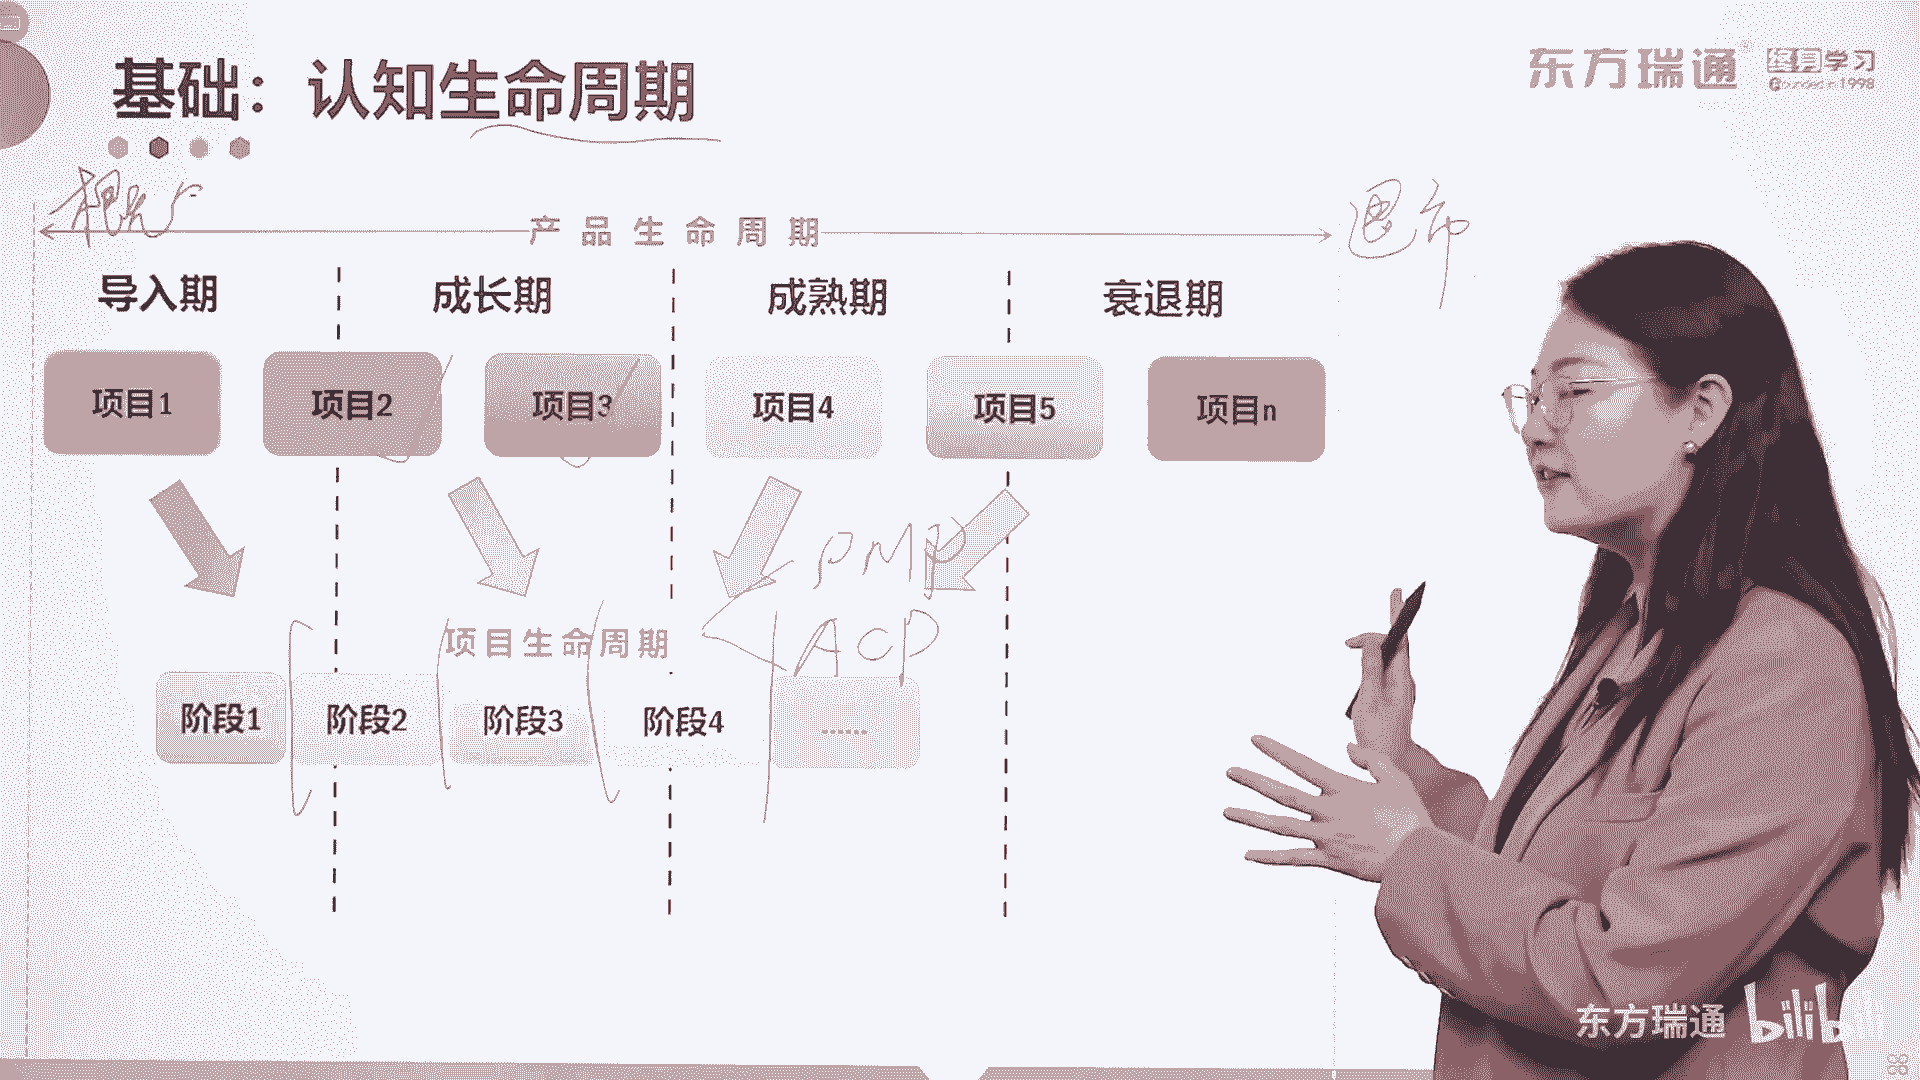 基础：认知生命周期
东方瑞通® 终身学习
Founded in 1998
概念
退市
产品生命周期
导入期 成长期 成熟期 衰退期
项目1 项目2 项目3 项目4 项目5 项目n
PMP
项目生命周期
ACP
阶段1 阶段2 阶段3 阶段4 ……
东方瑞通 bilibili